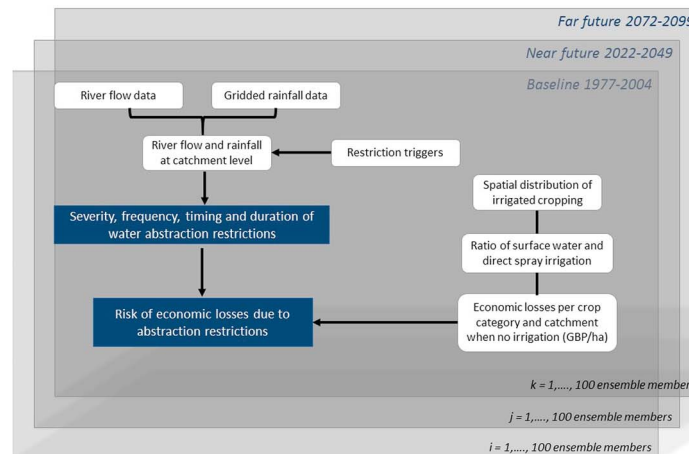 Far future 2072-2099
Near future 2022-2049
Baseline 1977-2004
River flow data
Gridded rainfall data
River flow and rainfall
at catchment level
Restriction triggers
Spatial distribution of
irrigated cropping
Severity, frequency, timing and duration of
water abstraction restrictions
Ratio of surface water and
direct spray irrigation
Risk of economic losses due to
abstraction restrictions
Economic losses per crop
category and catchment
when no irrigation (GBP/ha)
k = 1,...., 100 ensemble member
j = 1,...., 100 ensemble members
i = 1,...., 100 ensemble members